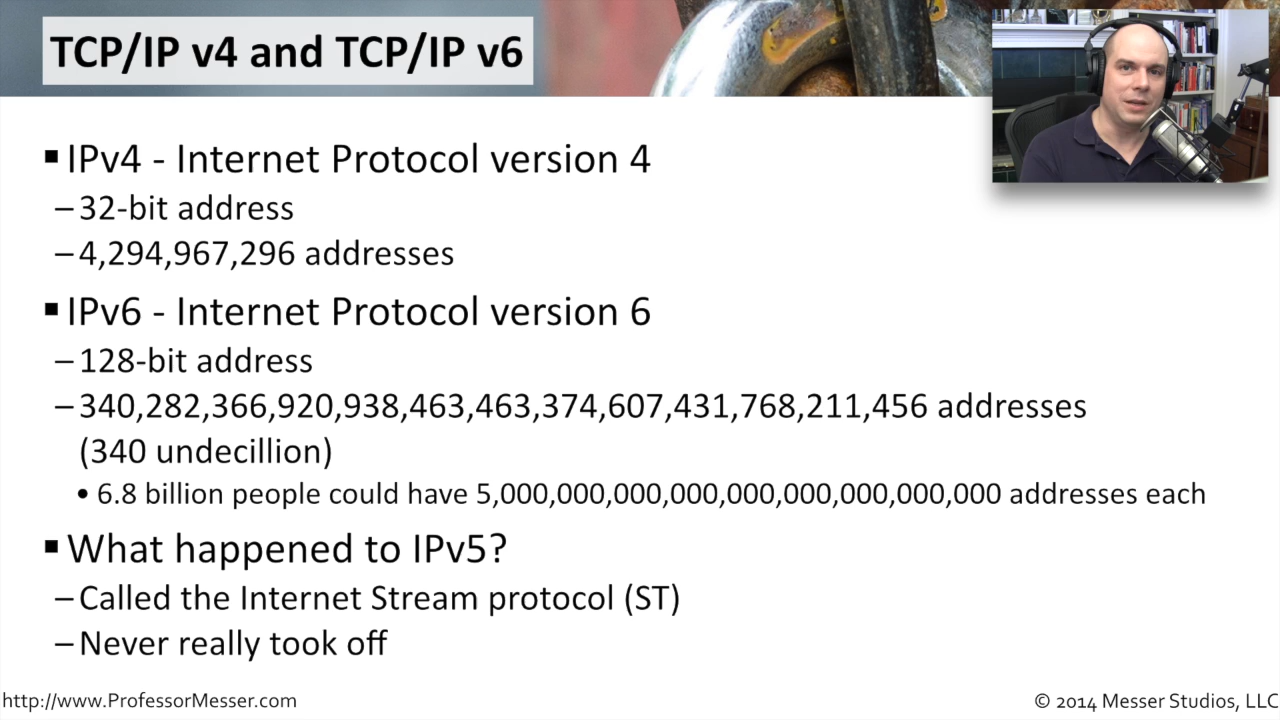 TCP/IP v4 and TCP/IP v6
▪ IPv4 - Internet Protocol version 4
– 32-bit address
– 4,294,967,296 addresses
▪ IPv6 - Internet Protocol version 6
– 128-bit address
– 340,282,366,920,938,463,463,374,607,431,768,211,456 addresses
(340 undecillion)
• 6.8 billion people could have 5,000,000,000,000,000,000,000,000,000 addresses each
▪ What happened to IPv5?
– Called the Internet Stream protocol (ST)
– Never really took off
http://www.ProfessorMesser.com
© 2014 Messer Studios, LLC